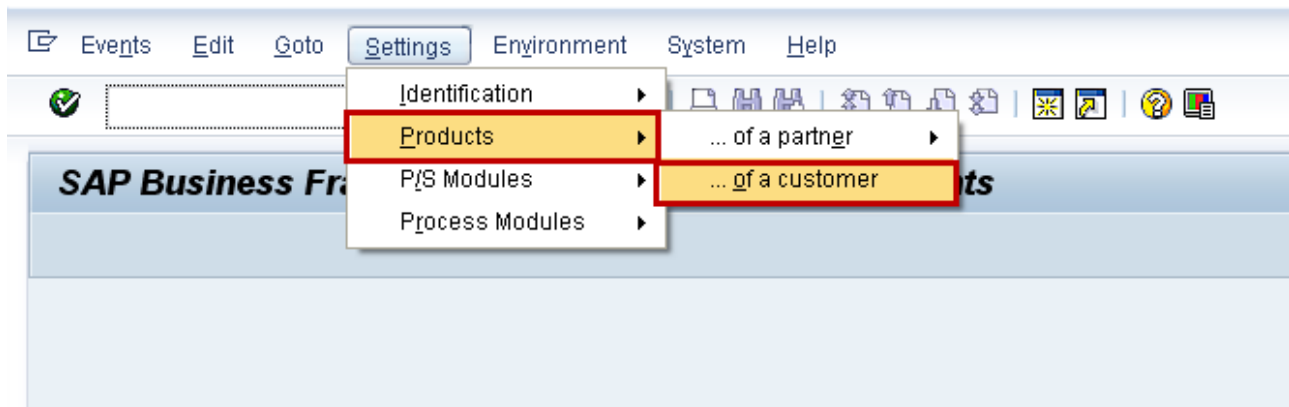 Events Edit Goto Settings Environment System Help
Identification
Products ... of a partner
SAP Business Fra P/S Modules ... of a customer ts
Process Modules